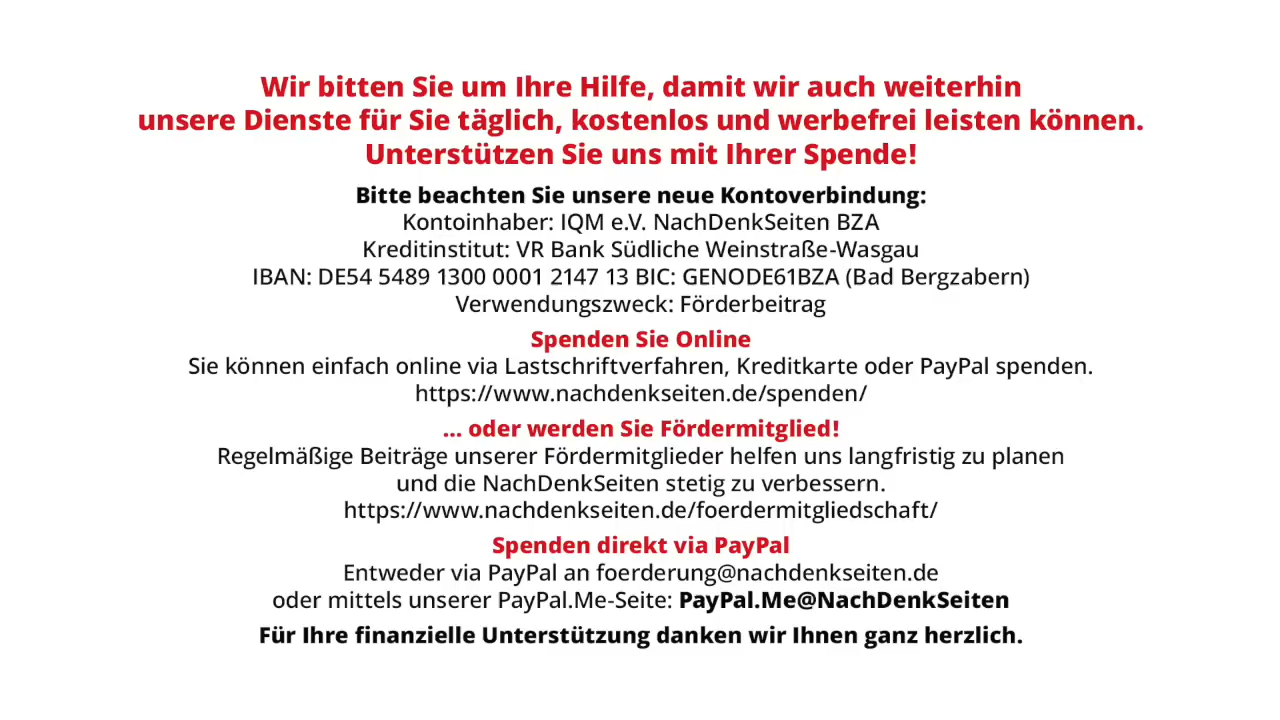 Wir bitten Sie um Ihre Hilfe, damit wir auch weiterhin
unsere Dienste für Sie täglich, kostenlos und werbefrei leisten können.
Unterstützen Sie uns mit Ihrer Spende!
Bitte beachten Sie unsere neue Kontoverbindung:
Kontoinhaber: IQM e.V. NachDenkSeiten BZA
Kreditinstitut: VR Bank Südliche Weinstraße-Wasgau
IBAN: DE54 5489 1300 0001 2147 13 BIC: GENODE61BZA (Bad Bergzabern)
Verwendungszweck: Förderbeitrag
Spenden Sie Online
Sie können einfach online via Lastschriftverfahren, Kreditkarte oder PayPal spenden.
https://www.nachdenkseiten.de/spenden/
... oder werden Sie Fördermitglied!
Regelmäßige Beiträge unserer Fördermitglieder helfen uns langfristig zu planen
und die NachDenkSeiten stetig zu verbessern.
https://www.nachdenkseiten.de/foerdermitgliedschaft/
Spenden direkt via PayPal
Entweder via PayPal an foerderung@nachdenkseiten.de
oder mittels unserer PayPal.Me-Seite: PayPal.Me@NachDenkSeiten
Für Ihre finanzielle Unterstützung danken wir Ihnen ganz herzlich.